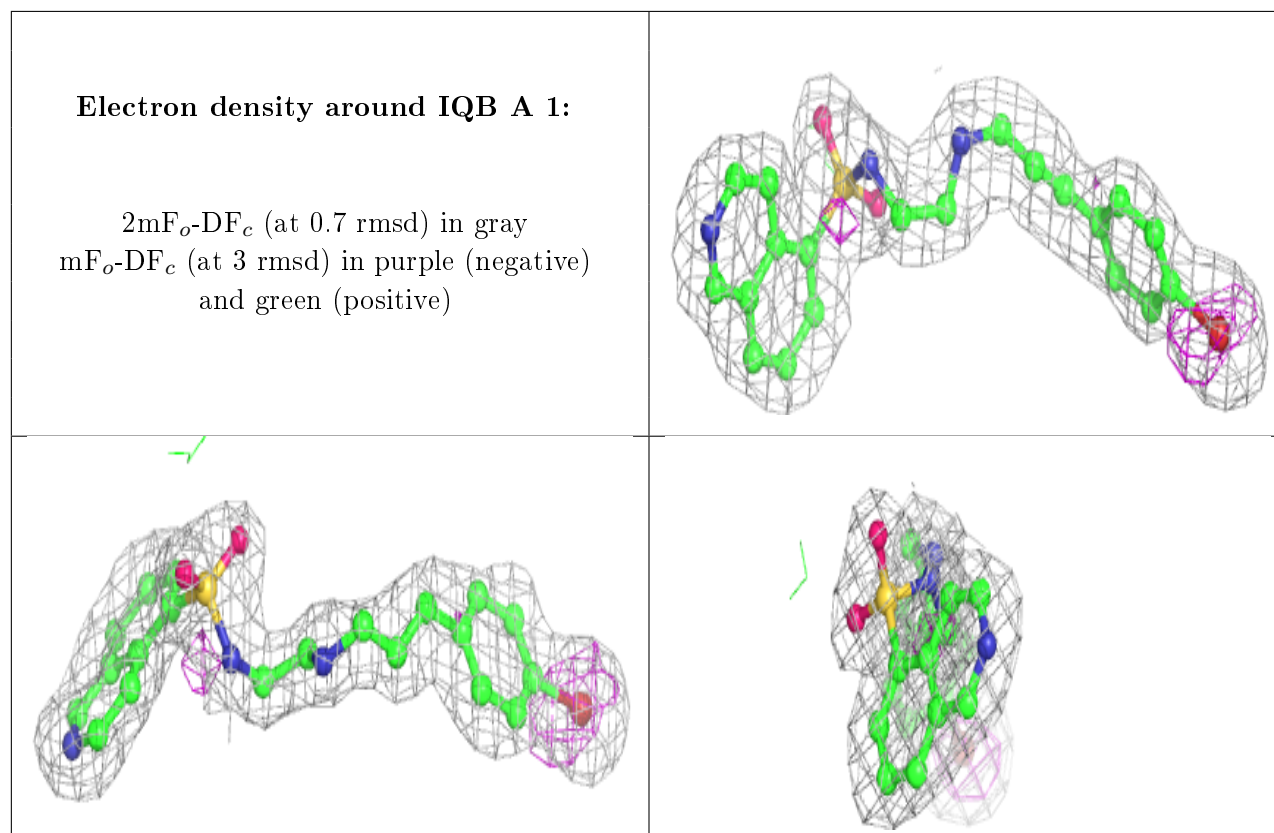 Electron density around IQB A 1:
2mFₒ-DF𝒸 (at 0.7 rmsd) in gray
mFₒ-DF𝒸 (at 3 rmsd) in purple (negative)
and green (positive)